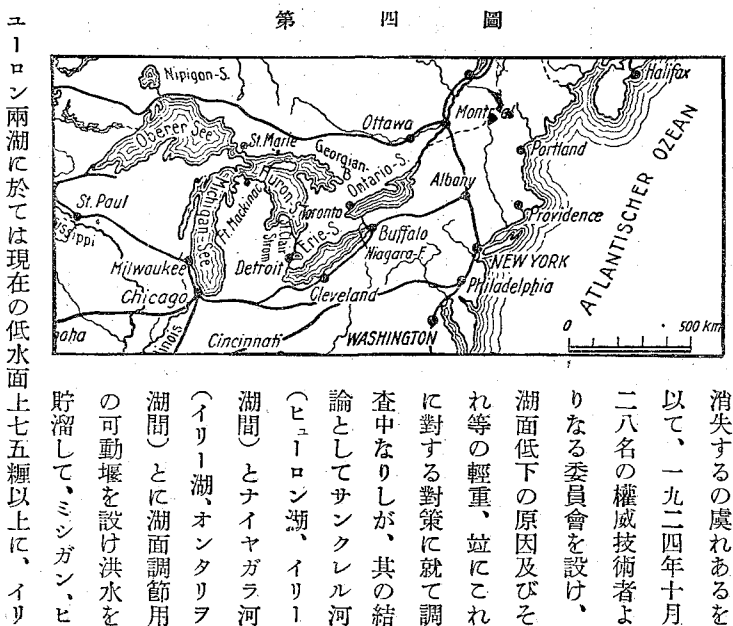 第四圖
Nipigon-S.
Halifax
Oberer See
St. Marie
Ottawa
Montreal
Georgian-B.
Ontario-S.
Portland
St. Paul
Mississippi
Michigan-See
Ft. Mackinac
Huron-
Toronto
Albany
Providence
St. Clair Strom
Erie-S.
Buffalo
Niagara-F.
NEW YORK
Milwaukee
Detroit
Chicago
Cleveland
Philadelphia
ATLANTISCHER OZEAN
aha
Illinois
Cincinnati
WASHINGTON
0
500 km
消失するの虞れあるを
以て、一九二四年十月
二八名の權威技術者よ
りなる委員會を設け、
湖面低下の原因及びそ
れ等の輕重、竝にこれ
に對する對策に就て調
査中なりしが、其の結
論としてサンクレル河
(ヒューロン湖、イリー
湖間)とナイヤガラ河
(イリー湖、オンタリヲ
湖間)とに湖面調節用
の可動堰を設け洪水を
貯溜して、ミシガン、ヒ
ューロン兩湖に於ては現在の低水面上七五糎以上に、イリ